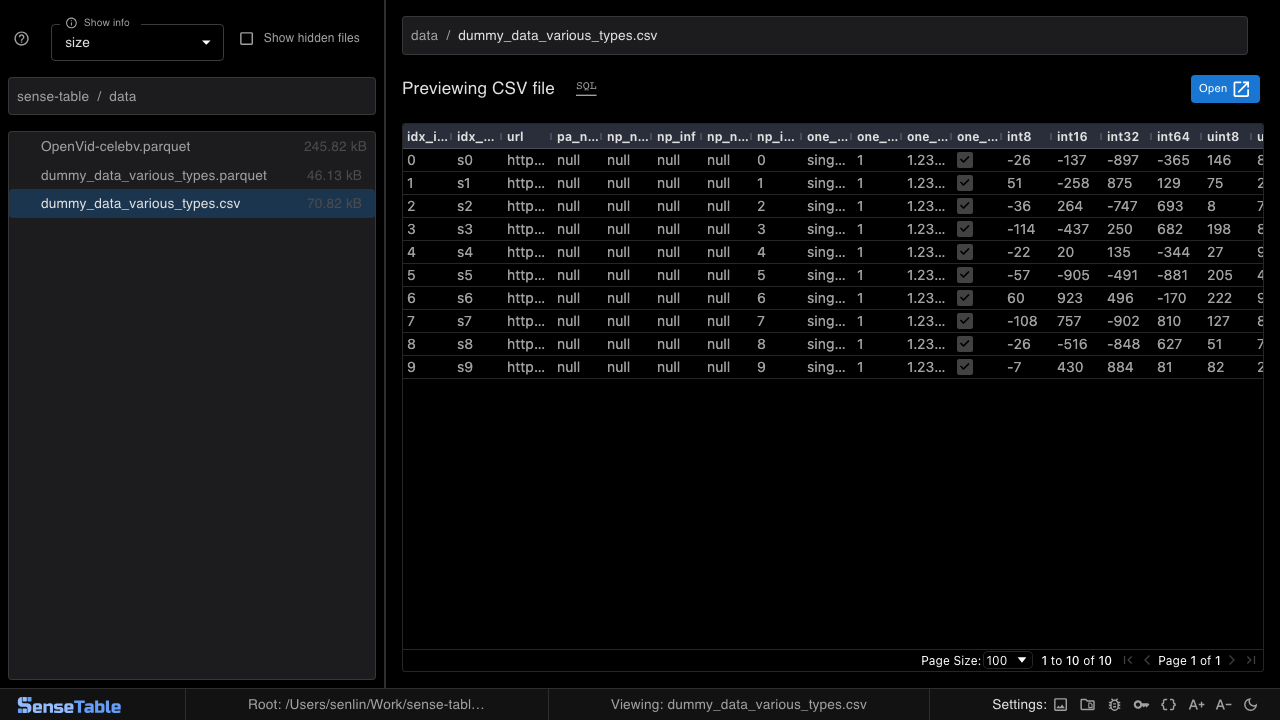 Show info
size
Show hidden files
sense-table / data
OpenVid-celebv.parquet 245.82 kB
dummy_data_various_types.parquet 46.13 kB
dummy_data_various_types.csv 70.82 kB
data / dummy_data_various_types.csv
Previewing CSV file SQL
Open
idx_i... idx_... url pa_n... np_n... np_inf np_n... np_i... one_... one_... one_... one_... int8 int16 int32 int64 uint8
0 s0 http... null null null null 0 sing... 1 1.23... -26 -137 -897 -365 146
1 s1 http... null null null null 1 sing... 1 1.23... 51 -258 875 129 75
2 s2 http... null null null null 2 sing... 1 1.23... -36 264 -747 693 8
3 s3 http... null null null null 3 sing... 1 1.23... -114 -437 250 682 198
4 s4 http... null null null null 4 sing... 1 1.23... -22 20 135 -344 27
5 s5 http... null null null null 5 sing... 1 1.23... -57 -905 -491 -881 205
6 s6 http... null null null null 6 sing... 1 1.23... 60 923 496 -170 222
7 s7 http... null null null null 7 sing... 1 1.23... -108 757 -902 810 127
8 s8 http... null null null null 8 sing... 1 1.23... -26 -516 -848 627 51
9 s9 http... null null null null 9 sing... 1 1.23... -7 430 884 81 82
Page Size: 100 1 to 10 of 10 Page 1 of 1
SenseTable Root: /Users/senlin/Work/sense-tabl... Viewing: dummy_data_various_types.csv Settings: A+ A-